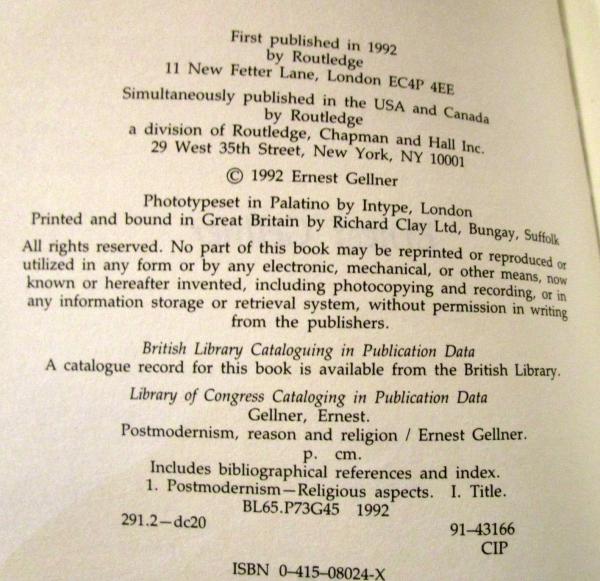 First published in 1992
by Routledge
11 New Fetter Lane, London EC4P 4EE
Simultaneously published in the USA and Canada
by Routledge
a division of Routledge, Chapman and Hall Inc.
29 West 35th Street, New York, NY 10001
© 1992 Ernest Gellner
Phototypeset in Palatino by Intype, London
Printed and bound in Great Britain by Richard Clay Ltd, Bungay, Suffolk
All rights reserved. No part of this book may be reprinted or reproduced or
utilized in any form or by any electronic, mechanical, or other means, now
known or hereafter invented, including photocopying and recording, or in
any information storage or retrieval system, without permission in writing
from the publishers.
British Library Cataloguing in Publication Data
A catalogue record for this book is available from the British Library.
Library of Congress Cataloging in Publication Data
Gellner, Ernest.
Postmodernism, reason and religion / Ernest Gellner.
p. cm.
Includes bibliographical references and index.
1. Postmodernism—Religious aspects. I. Title.
BL65.P73G45 1992
291.2—dc20
91–43166
CIP
ISBN 0–415–08024–X